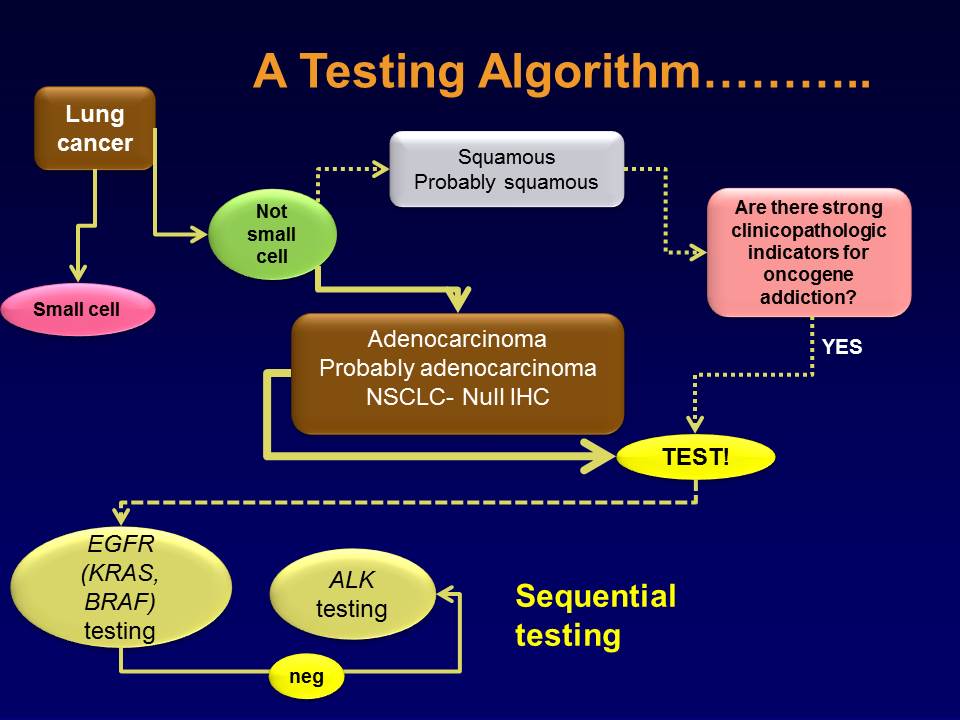 A Testing Algorithm………..
Lung
cancer
Squamous
Probably squamous
Not
small
cell
Are there strong
clinicopathologic
indicators for
oncogene
addiction?
Small cell
Adenocarcinoma
Probably adenocarcinoma
NSCLC- Null IHC
YES
TEST!
EGFR
(KRAS,
BRAF)
testing
ALK
testing
Sequential
testing
neg